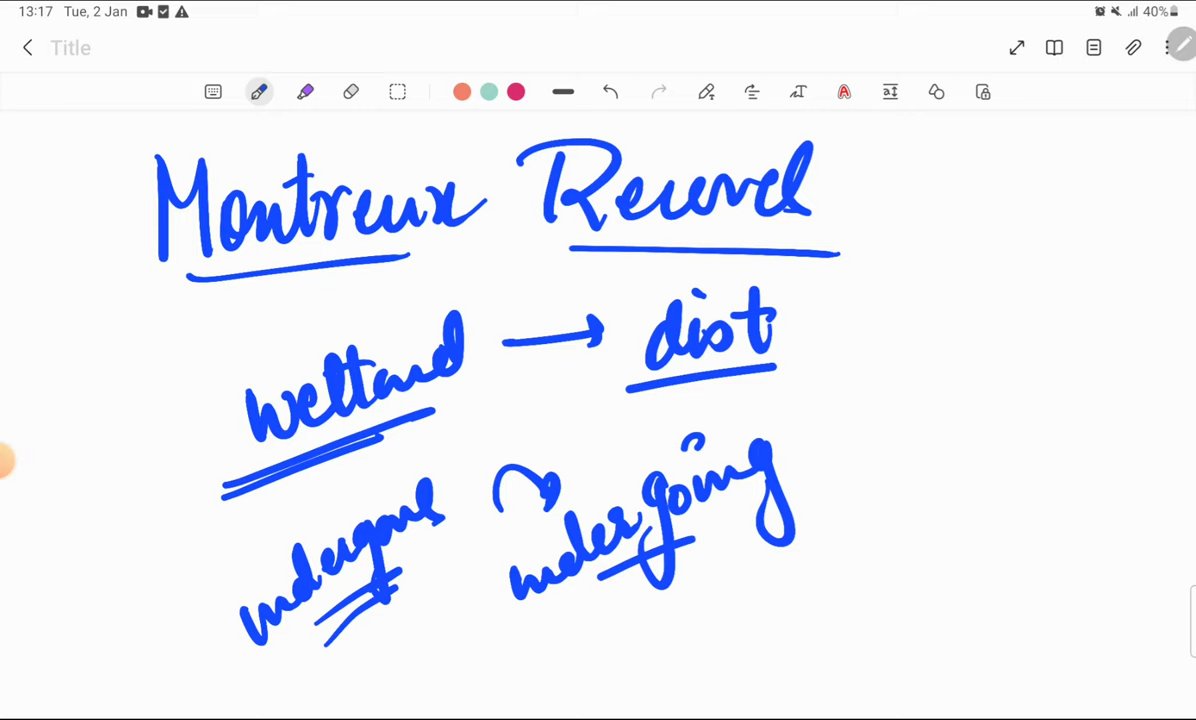 13:17 Tue, 2 Jan 40%
Title
Montreux Record
wetland → dist
undergone undergoing